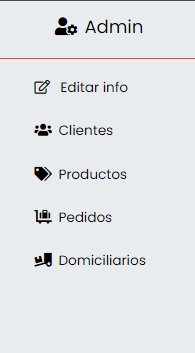 Admin
Editar info
Clientes
Productos
Pedidos
Domiciliarios